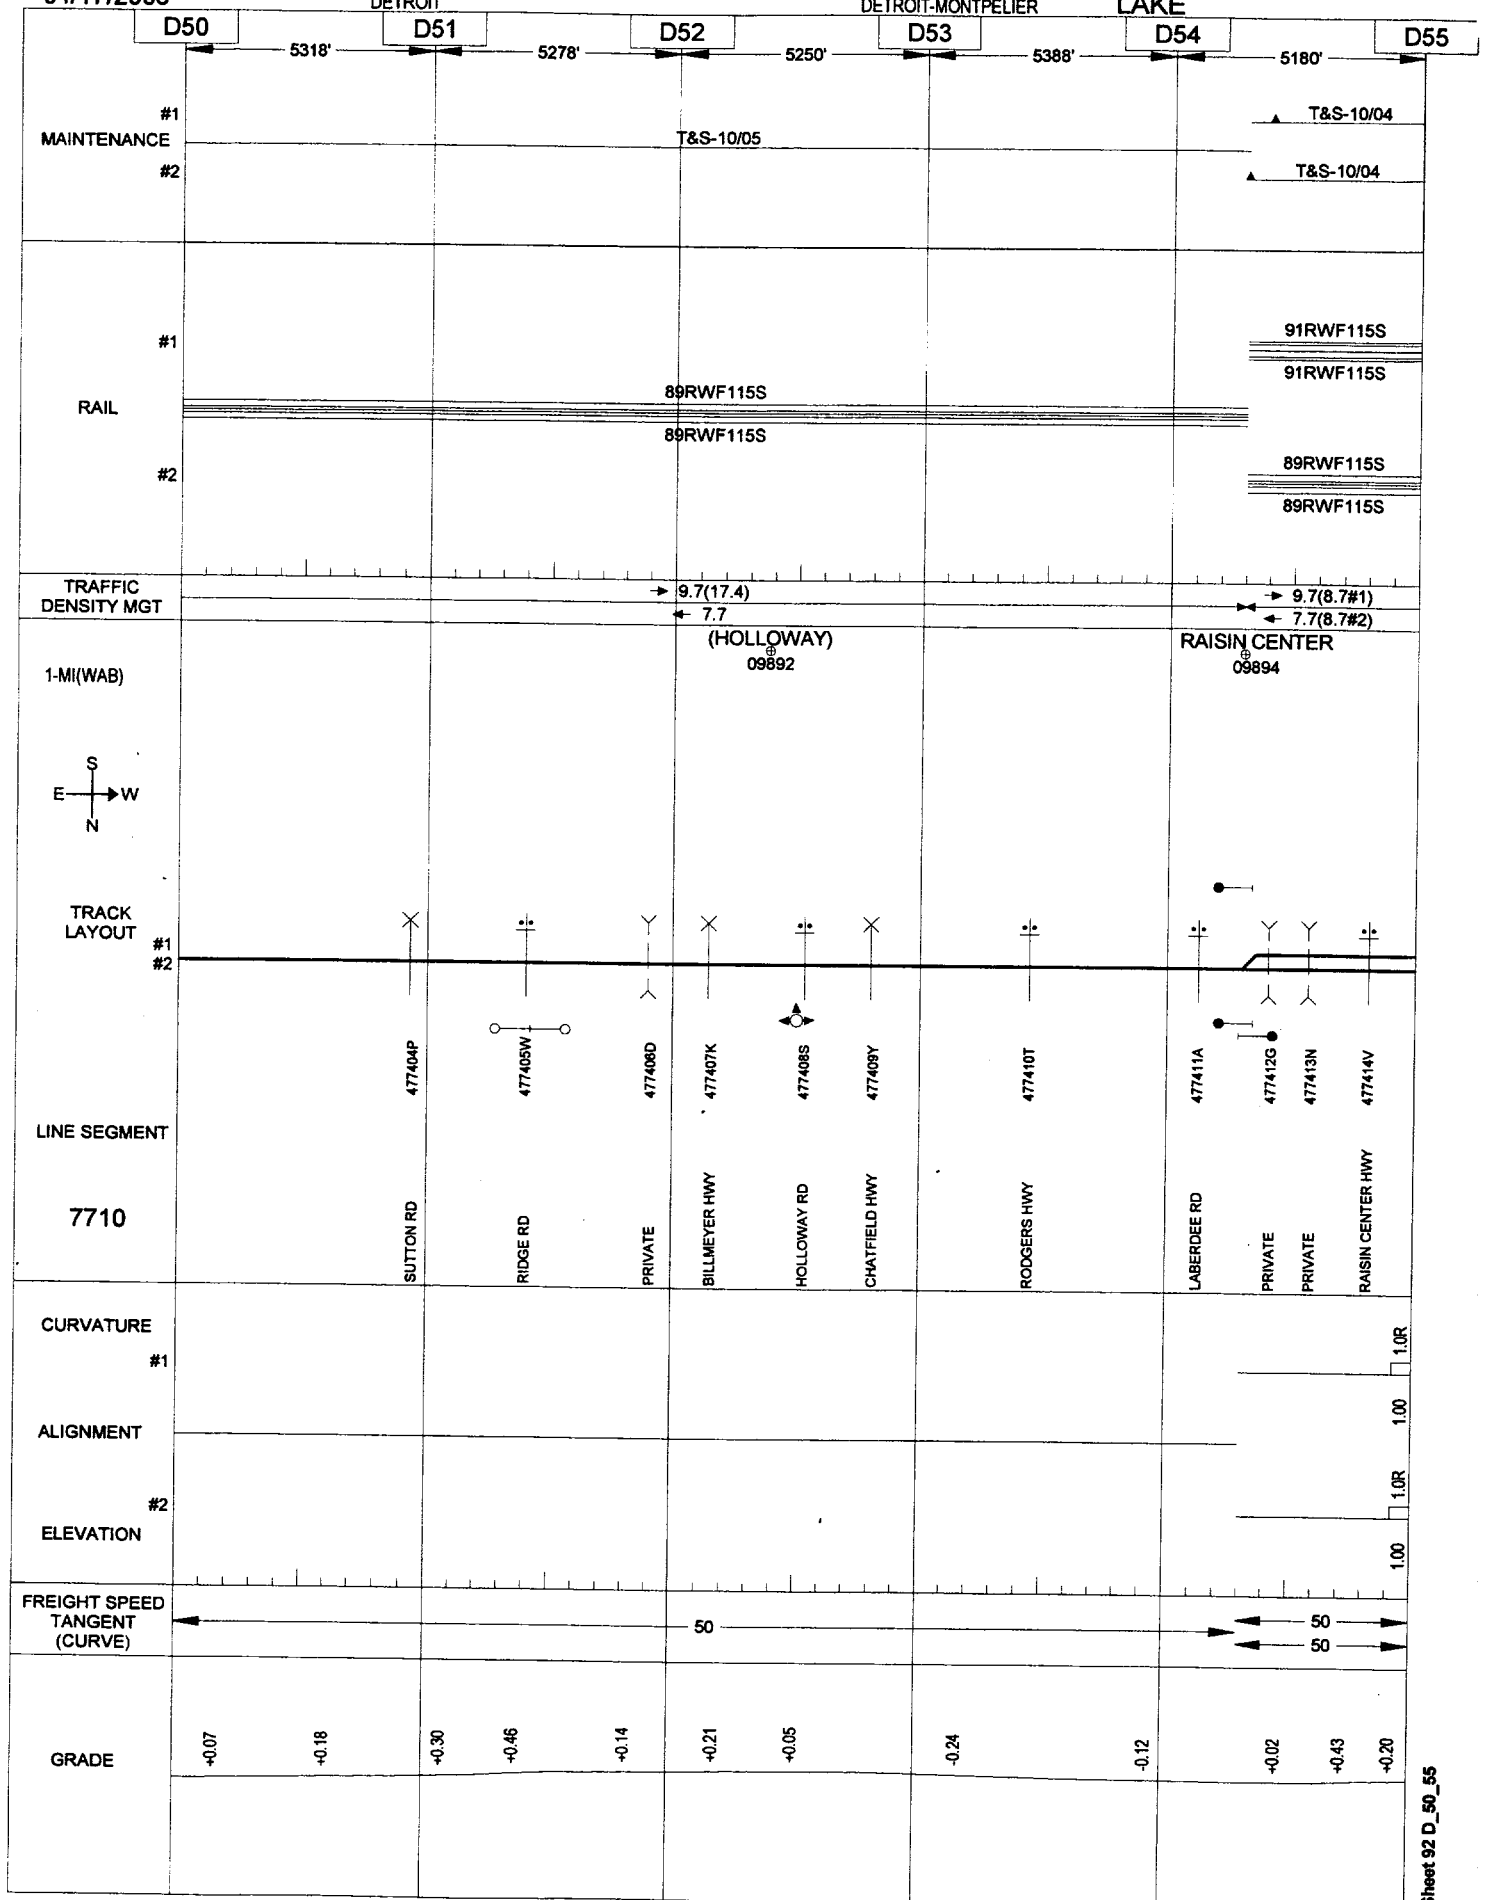 DETROIT
DETROIT-MONTPELIER
LAKE
D50 D51 D52 D53 D54 D55
5318' 5278' 5250' 5388' 5180'
#1
T&S-10/04
MAINTENANCE
T&S-10/05
#2
T&S-10/04
#1
91RWF115S
91RWF115S
RAIL
89RWF115S
89RWF115S
#2
89RWF115S
89RWF115S
TRAFFIC
DENSITY MGT
9.7(17.4)
7.7
9.7(8.7#1)
7.7(8.7#2)
(HOLLOWAY)
09892
RAISIN CENTER
09894
1-MI(WAB)
S
E W
N
TRACK
LAYOUT
#1
#2
477404P
477405W
477406D
477407K
477408S
477409Y
477410T
477411A
477412G
477413N
477414V
LINE SEGMENT
7710
SUTTON RD
RIDGE RD
PRIVATE
BILLMEYER HWY
HOLLOWAY RD
CHATFIELD HWY
RODGERS HWY
LABERDEE RD
PRIVATE
PRIVATE
RAISIN CENTER HWY
CURVATURE
#1
1.0R
1.00
ALIGNMENT
#2
1.0R
1.00
ELEVATION
FREIGHT SPEED
TANGENT
(CURVE)
50
50
50
GRADE
+0.07
+0.18
+0.30
+0.46
+0.14
+0.21
+0.05
-0.24
-0.12
+0.02
+0.43
+0.20
Sheet 92 D_50_55